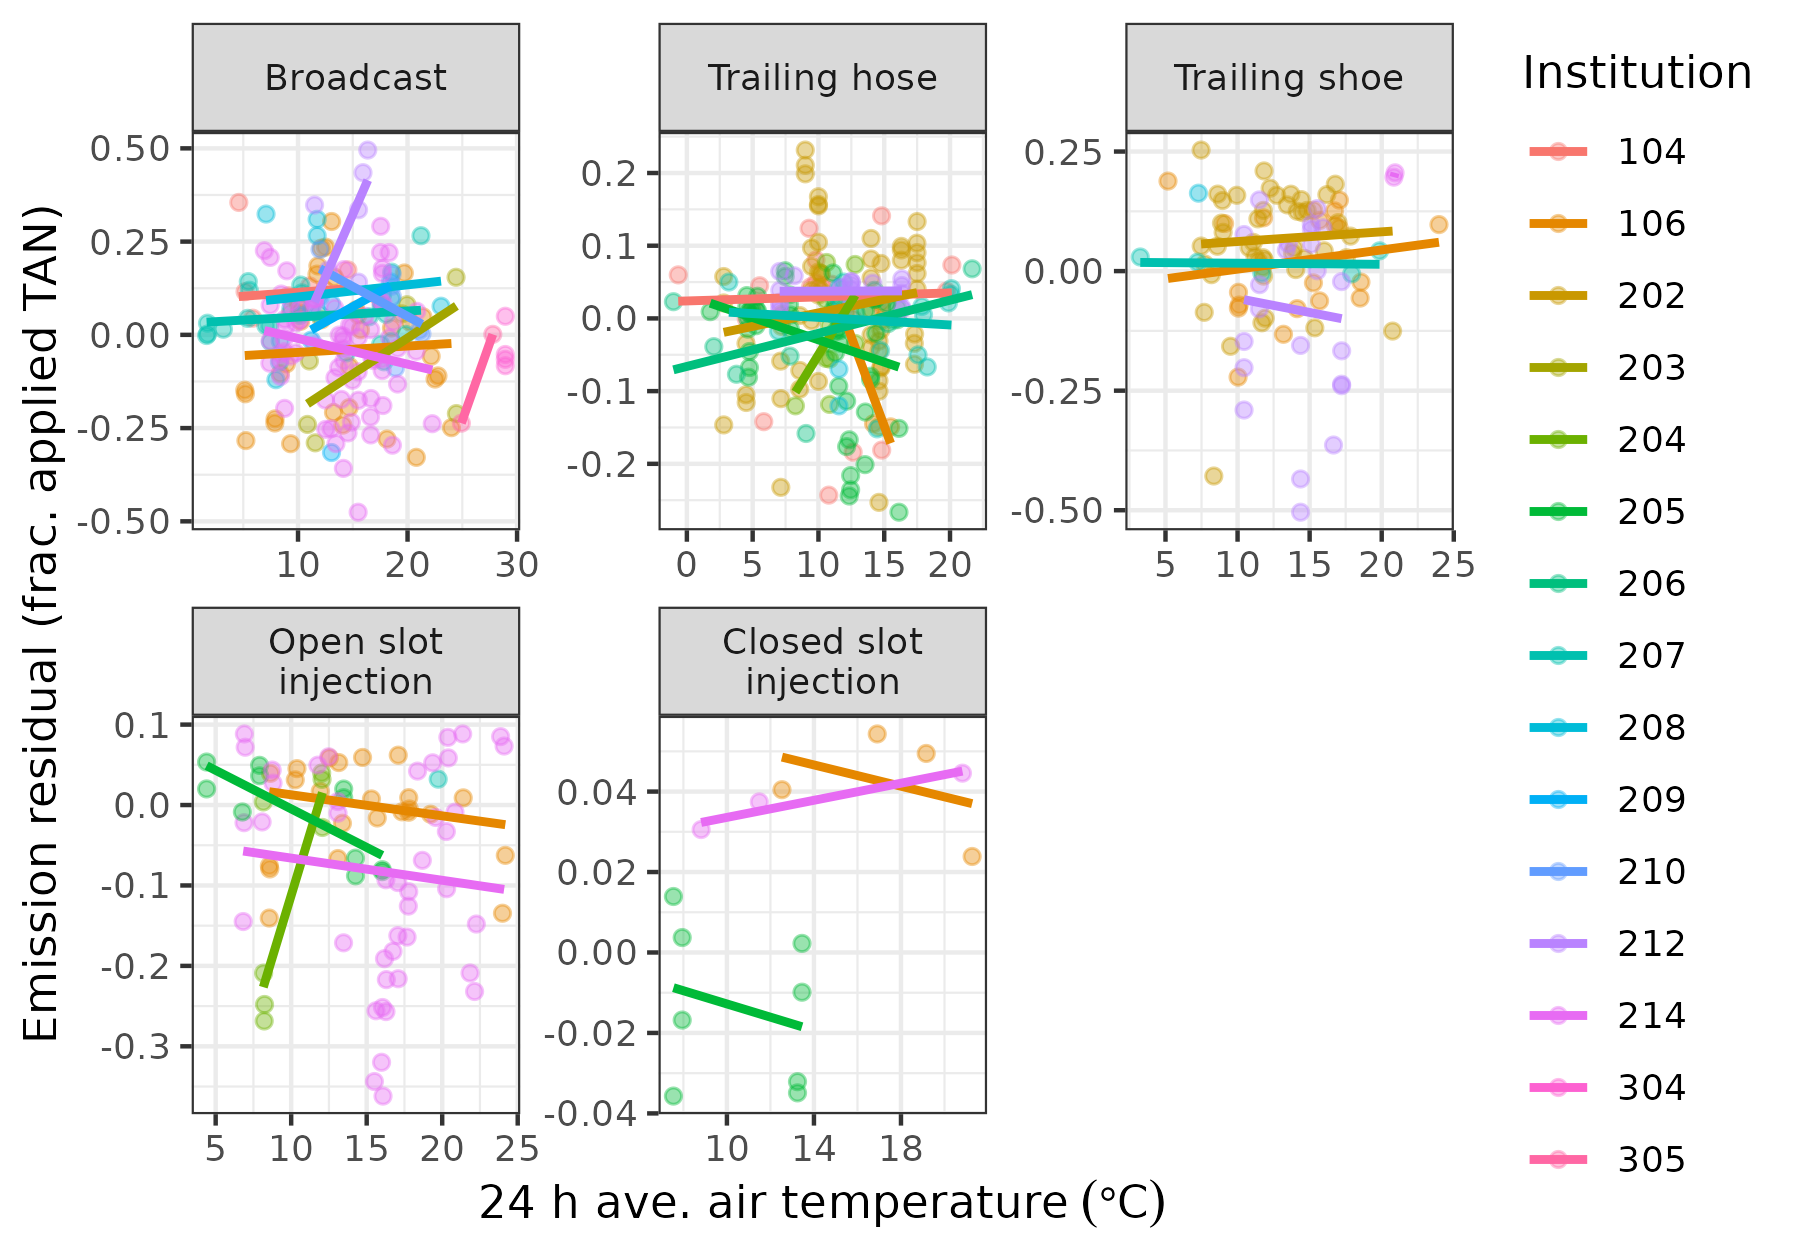 Broadcast
Trailing hose
Trailing shoe
Institution
0.50
0.25
0.00
-0.25
-0.50
10 20 30
0.2
0.1
0.0
-0.1
-0.2
0 5 10 15 20
0.25
0.00
-0.25
-0.50
5 10 15 20 25
104
106
202
203
204
205
206
207
208
209
210
212
214
304
305
Open slot
injection
Closed slot
injection
0.1
0.0
-0.1
-0.2
-0.3
5 10 15 20 25
0.04
0.02
0.00
-0.02
-0.04
10 14 18
Emission residual (frac. applied TAN)
24 h ave. air temperature (°C)